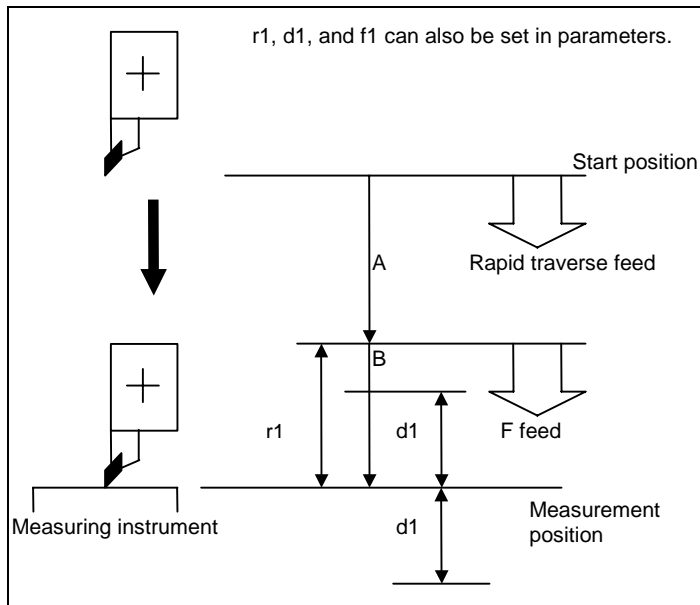 r1, d1, and f1 can also be set in parameters.
Start position
A
Rapid traverse feed
B
r1
d1
F feed
Measuring instrument
d1
Measurement
position